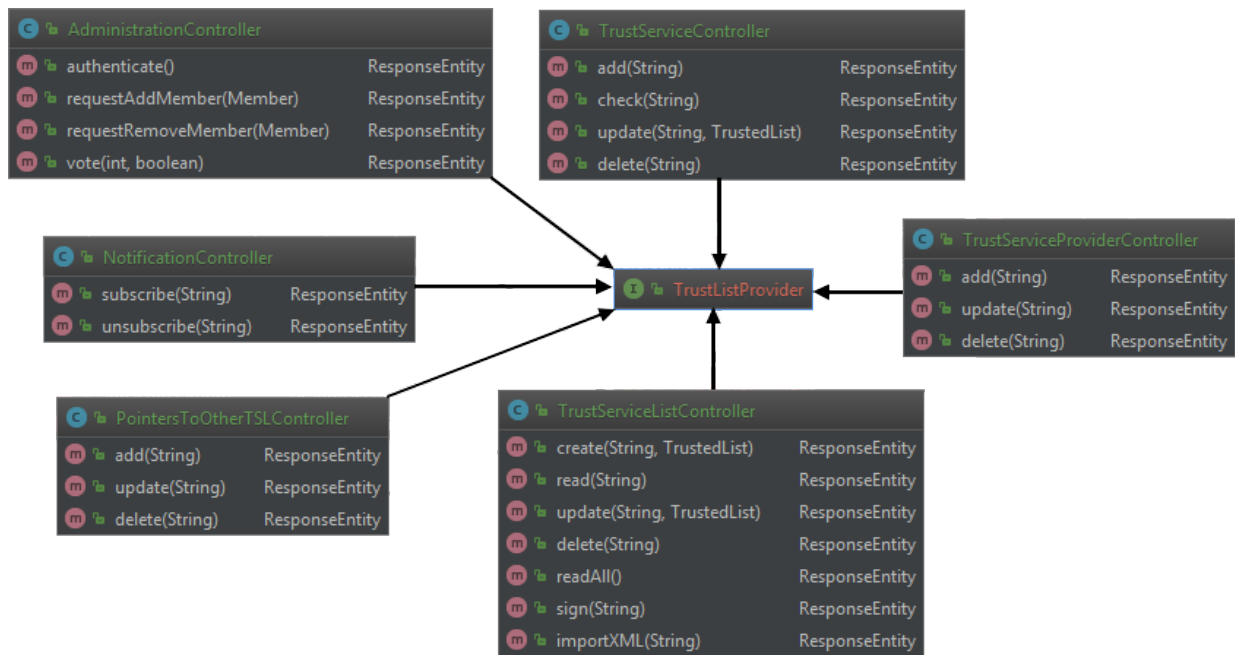 C AdministrationController
m authenticate() ResponseEntity
m requestAddMember(Member) ResponseEntity
m requestRemoveMember(Member) ResponseEntity
m vote(int, boolean) ResponseEntity
C TrustServiceController
m add(String) ResponseEntity
m check(String) ResponseEntity
m update(String, TrustedList) ResponseEntity
m delete(String) ResponseEntity
C NotificationController
m subscribe(String) ResponseEntity
m unsubscribe(String) ResponseEntity
I TrustListProvider
C TrustServiceProviderController
m add(String) ResponseEntity
m update(String) ResponseEntity
m delete(String) ResponseEntity
C PointersToOtherTSLController
m add(String) ResponseEntity
m update(String) ResponseEntity
m delete(String) ResponseEntity
C TrustServiceListController
m create(String, TrustedList) ResponseEntity
m read(String) ResponseEntity
m update(String, TrustedList) ResponseEntity
m delete(String) ResponseEntity
m readAll() ResponseEntity
m sign(String) ResponseEntity
m importXML(String) ResponseEntity